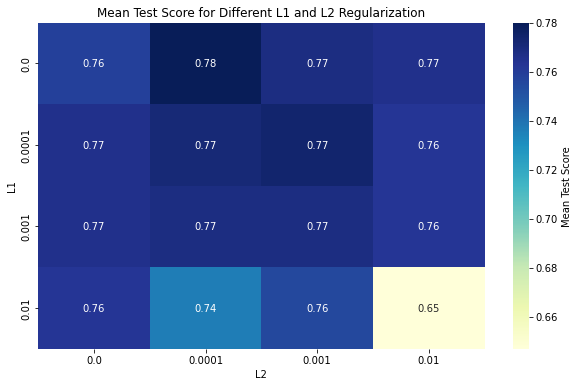 Mean Test Score for Different L1 and L2 Regularization
0.0 0.76 0.78 0.77 0.77
0.0001 0.77 0.77 0.77 0.76
0.001 0.77 0.77 0.77 0.76
0.01 0.76 0.74 0.76 0.65
0.0 0.0001 0.001 0.01
L2
L1
0.78
0.76
0.74
0.72
0.70
0.68
0.66
Mean Test Score